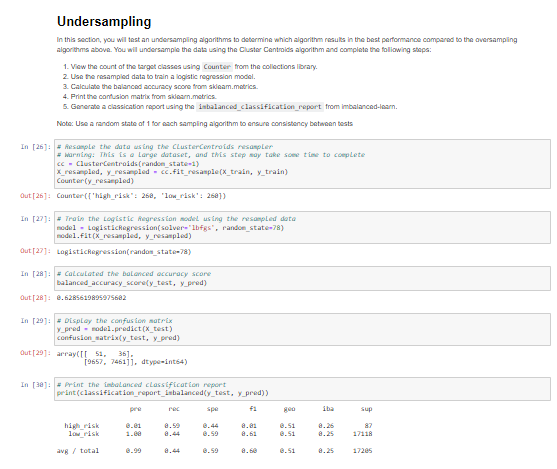 Undersampling
In this section, you will test an undersampling algorithms to determine which algorithm results in the best performance compared to the oversampling
algorithms above. You will undersample the data using the Cluster Centroids algorithm and complete the following steps:
1. View the count of the target classes using Counter from the collections library.
2. Use the resampled data to train a logistic regression model.
3. Calculate the balanced accuracy score from sklearn.metrics.
4. Print the confusion matrix from sklearn.metrics.
5. Generate a classication report using the imbalanced_classification_report from imbalanced-learn.
Note: Use a random state of 1 for each sampling algorithm to ensure consistency between tests
In [26]: # Resample the data using the ClusterCentroids resampler
# Warning: This is a large dataset, and this step may take some time to complete
cc = ClusterCentroids(random_state=1)
X_resampled, y_resampled = cc.fit_resample(X_train, y_train)
Counter(y_resampled)
Out[26]: Counter({'high_risk': 260, 'low_risk': 260})
In [27]: # Train the Logistic Regression model using the resampled data
model = LogisticRegression(solver='lbfgs', random_state=78)
model.fit(X_resampled, y_resampled)
Out[27]: LogisticRegression(random_state=78)
In [28]: # Calculated the balanced accuracy score
balanced_accuracy_score(y_test, y_pred)
Out[28]: 0.6285619895975602
In [29]: # Display the confusion matrix
y_pred = model.predict(X_test)
confusion_matrix(y_test, y_pred)
Out[29]: array([[ 51, 36],
[9657, 7461]], dtype=int64)
In [30]: # Print the imbalanced classification report
print(classification_report_imbalanced(y_test, y_pred))
pre rec spe f1 geo iba sup
high_risk 0.01 0.59 0.44 0.01 0.51 0.26 87
low_risk 1.00 0.44 0.59 0.61 0.51 0.25 17118
avg / total 0.99 0.44 0.59 0.60 0.51 0.25 17205